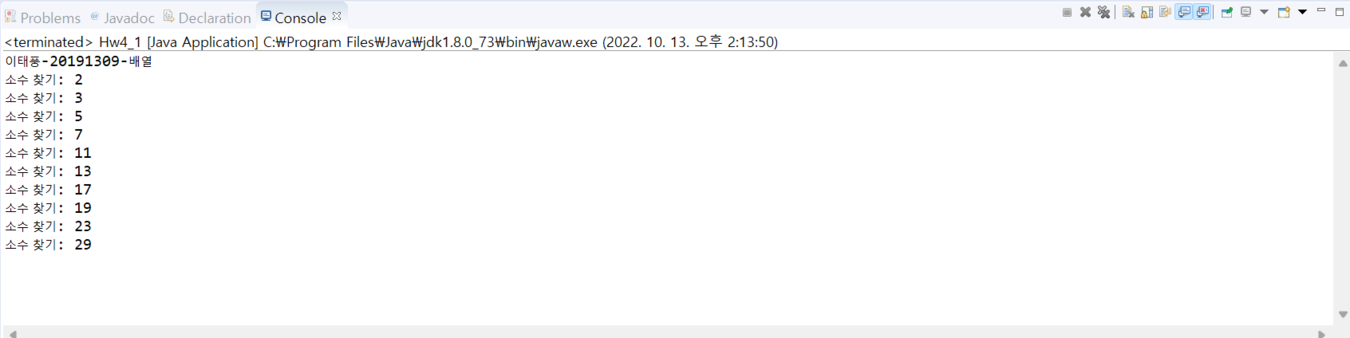 Problems @ Javadoc Declaration Console
<terminated> Hw4_1 [Java Application] C:₩Program Files₩Java₩jdk1.8.0_73₩bin₩javaw.exe (2022. 10. 13. 오후 2:13:50)
이태풍-20191309-배열
소수 찾기: 2
소수 찾기: 3
소수 찾기: 5
소수 찾기: 7
소수 찾기: 11
소수 찾기: 13
소수 찾기: 17
소수 찾기: 19
소수 찾기: 23
소수 찾기: 29